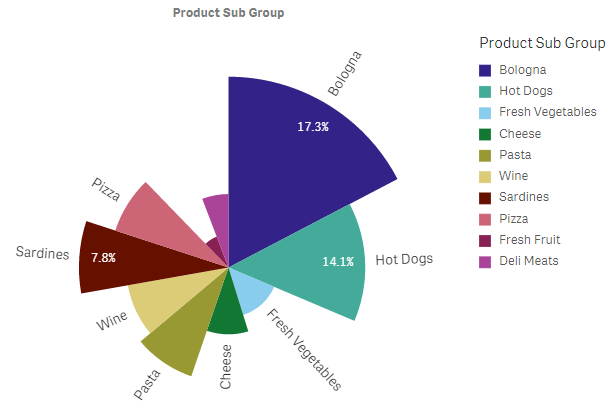 Product Sub Group
Bologna
17.3%
14.1%
Hot Dogs
Fresh Vegetables
Cheese
Pasta
Wine
7.8%
Sardines
Pizza
Product Sub Group
Bologna
Hot Dogs
Fresh Vegetables
Cheese
Pasta
Wine
Sardines
Pizza
Fresh Fruit
Deli Meats